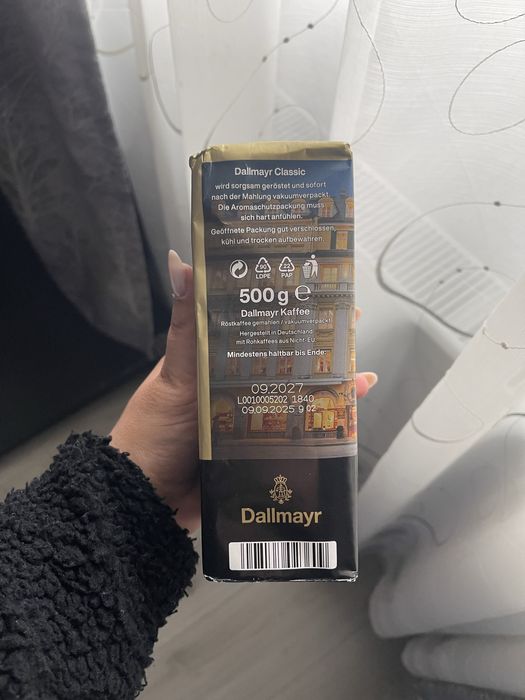 Dallmayr Classic
wird sorgsam geröstet und sofort
nach der Mahlung vakuumverpackt.
Die Aromaschutzpackung muss
sich hart anfühlen.
Geöffnete Packung gut verschlossen,
kühl und trocken aufbewahren.
90 22
LDPE PAP
500 g ℮
Dallmayr Kaffee
Röstkaffee gemahlen / vakuumverpackt
Hergestellt in Deutschland
mit Rohkaffees aus Nicht-EU
Mindestens haltbar bis Ende:
09.2027
L0010005202 1840
09.09.2025 9 02
Dallmayr